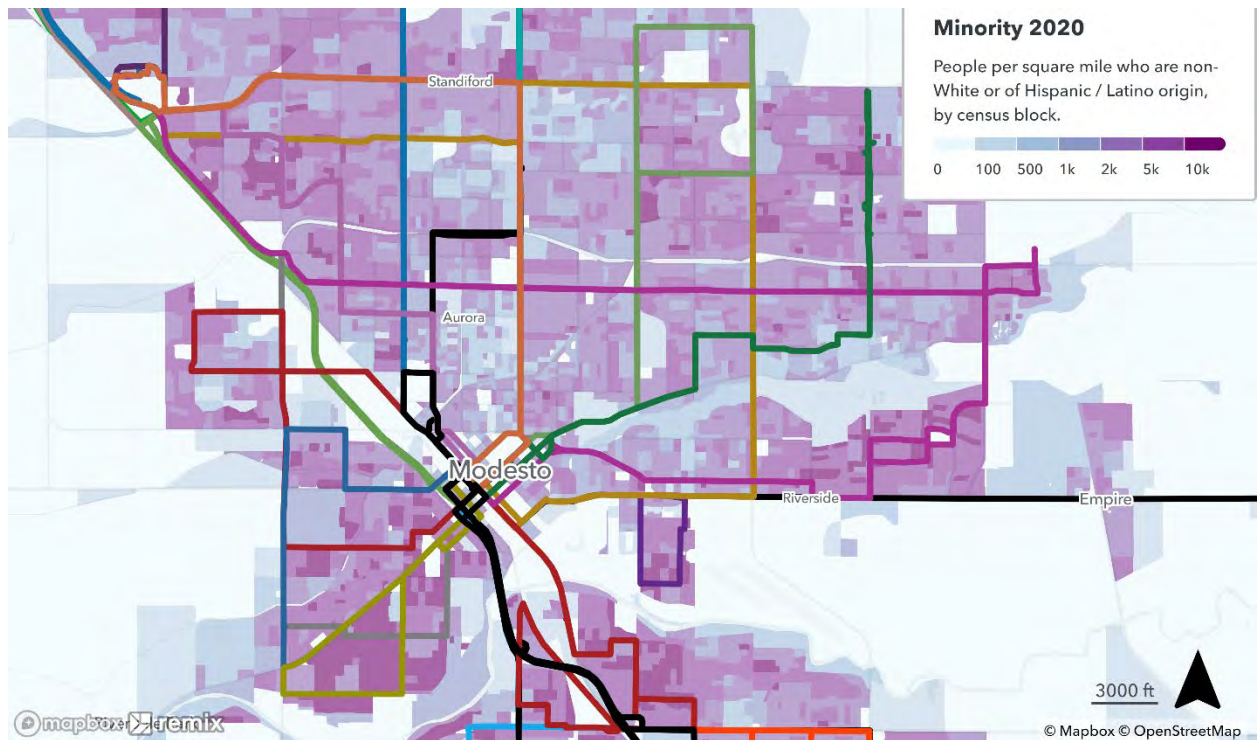 Minority 2020
People per square mile who are non-
White or of Hispanic / Latino origin,
by census block.
0 100 500 1k 2k 5k 10k
Standiford
Aurora
Modesto
Riverside
Empire
3000 ft
mapbox remix
© Mapbox © OpenStreetMap